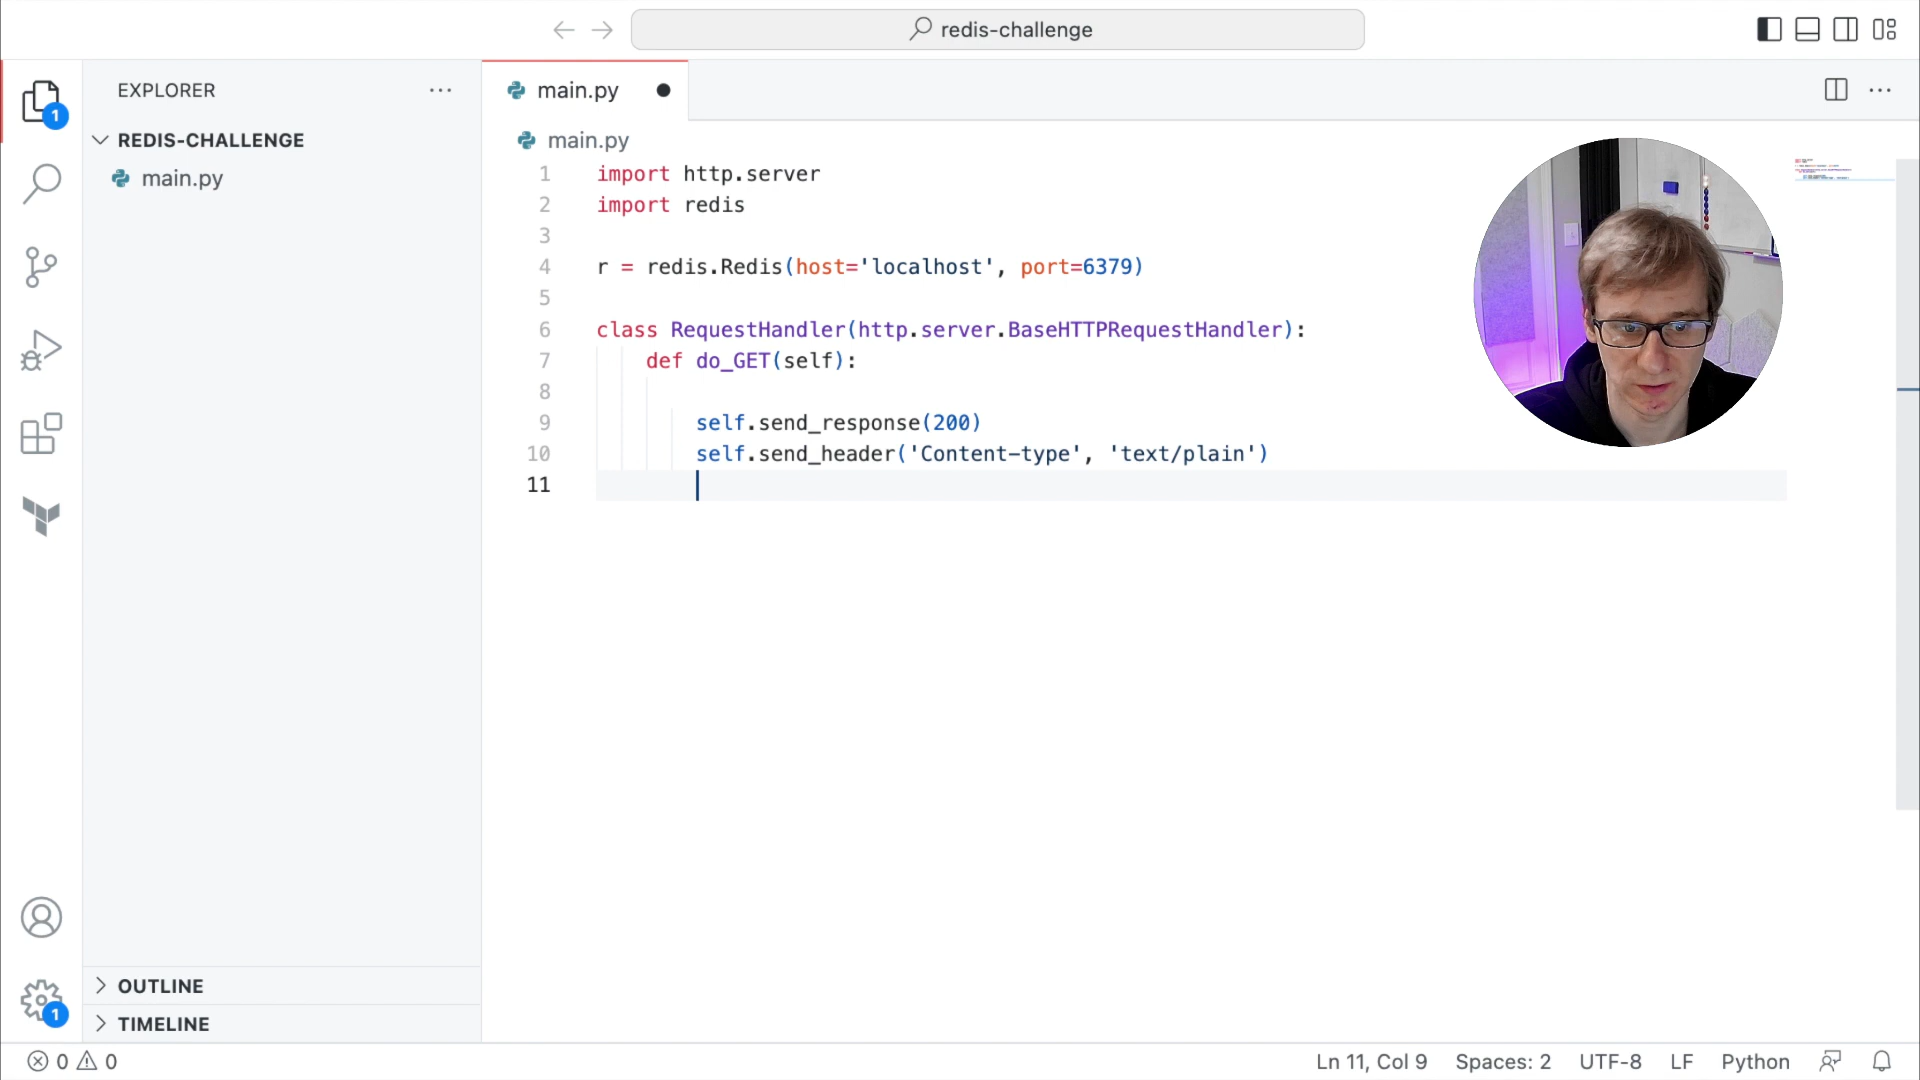 redis-challenge
EXPLORER
REDIS-CHALLENGE
main.py
OUTLINE
TIMELINE
1
1
main.py
main.py
1 import http.server
2 import redis
3
4 r = redis.Redis(host='localhost', port=6379)
5
6 class RequestHandler(http.server.BaseHTTPRequestHandler):
7 def do_GET(self):
8
9 self.send_response(200)
10 self.send_header('Content-type', 'text/plain')
11
0 0
Ln 11, Col 9 Spaces: 2 UTF-8 LF Python